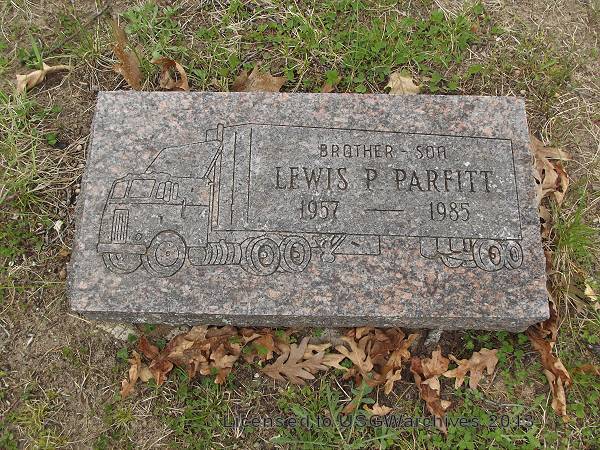 BROTHER - SON
LEWIS P PARFITT
1957 — 1985
Licensed to USGWarchives 2013